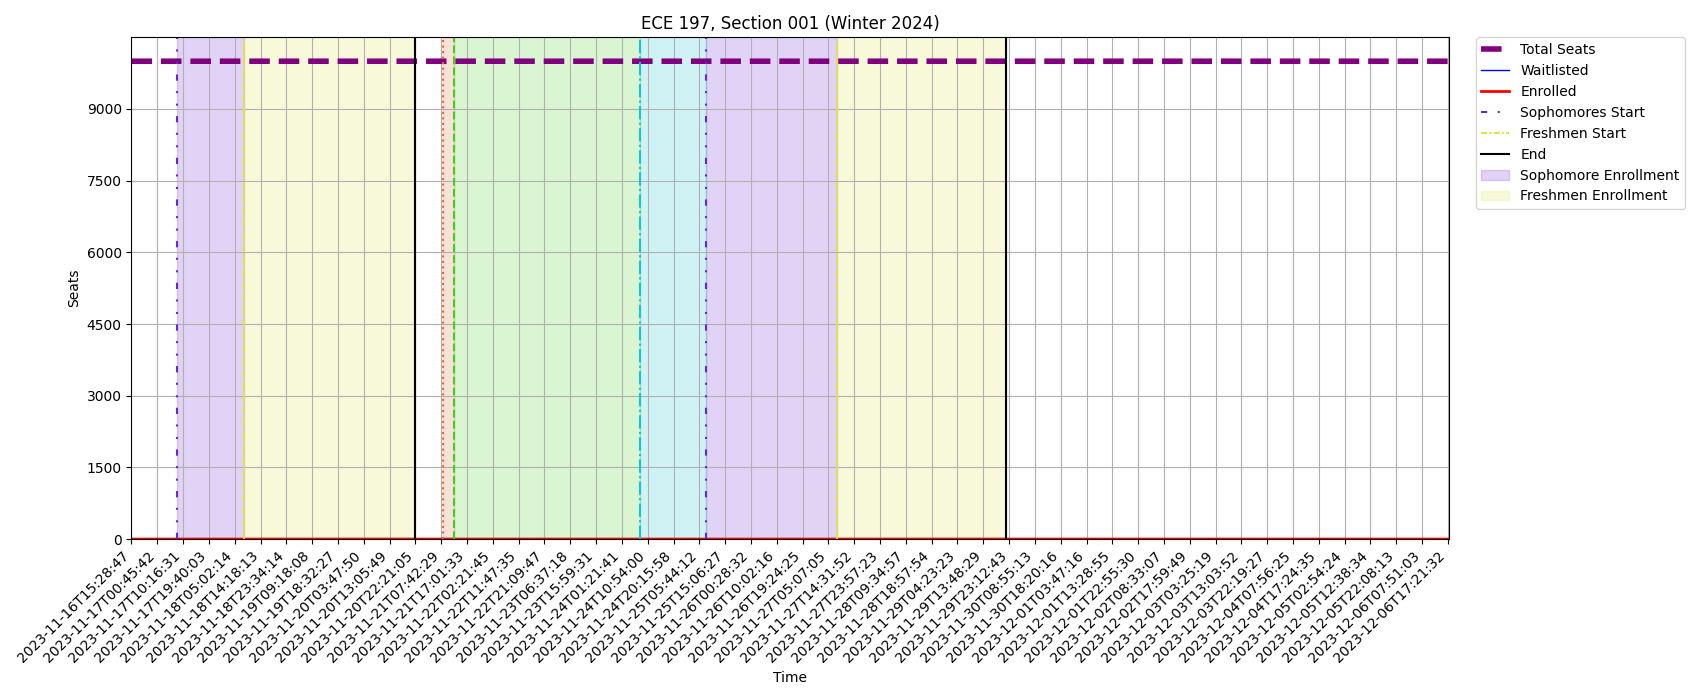 ECE 197, Section 001 (Winter 2024)
Total Seats
Waitlisted
Enrolled
Sophomores Start
Freshmen Start
End
Sophomore Enrollment
Freshmen Enrollment
Seats
9000
7500
6000
4500
3000
1500
0
2023-11-16T15:28:47
2023-11-17T00:45:42
2023-11-17T10:16:31
2023-11-17T19:40:03
2023-11-18T05:02:14
2023-11-18T14:18:13
2023-11-18T23:34:14
2023-11-19T09:18:08
2023-11-19T18:32:27
2023-11-20T03:47:50
2023-11-20T13:05:49
2023-11-20T22:21:05
2023-11-21T07:42:29
2023-11-21T17:01:33
2023-11-22T02:21:45
2023-11-22T11:47:35
2023-11-22T21:09:47
2023-11-23T06:37:18
2023-11-23T15:59:31
2023-11-24T01:21:41
2023-11-24T10:54:00
2023-11-24T20:15:58
2023-11-25T05:44:12
2023-11-25T15:06:27
2023-11-26T00:28:32
2023-11-26T10:02:16
2023-11-26T19:24:25
2023-11-27T05:07:05
2023-11-27T14:31:52
2023-11-27T23:57:23
2023-11-28T09:34:57
2023-11-28T18:57:54
2023-11-29T04:23:23
2023-11-29T13:48:29
2023-11-29T23:12:43
2023-11-30T08:55:13
2023-11-30T18:20:16
2023-12-01T03:47:16
2023-12-01T13:28:55
2023-12-01T22:55:30
2023-12-02T08:33:07
2023-12-02T17:59:49
2023-12-03T03:25:19
2023-12-03T13:03:52
2023-12-03T22:19:27
2023-12-04T07:56:25
2023-12-04T17:24:35
2023-12-05T02:54:24
2023-12-05T12:38:34
2023-12-05T22:08:13
2023-12-06T07:51:03
2023-12-06T17:21:32
Time